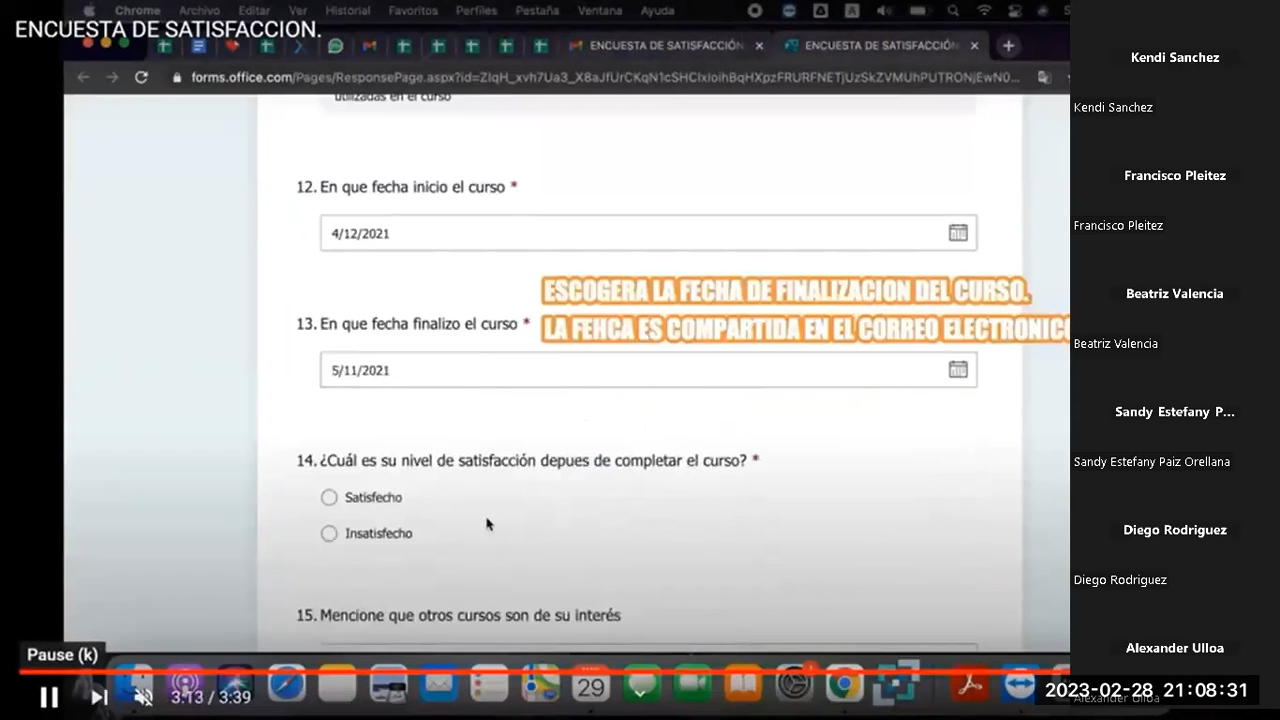 Chrome Archivo Editar Ver Historial Favoritos Perfiles Pestaña Ventana Ayuda
ENCUESTA DE SATISFACCION.
ENCUESTA DE SATISFACCIÓN
ENCUESTA DE SATISFACCIÓN
utilizadas en el curso
12. En que fecha inicio el curso *
4/12/2021
ESCOGERA LA FECHA DE FINALIZACION DEL CURSO.
13. En que fecha finalizo el curso *
LA FEHCA ES COMPARTIDA EN EL CORREO ELECTRONICO
5/11/2021
14. ¿Cuál es su nivel de satisfacción depues de completar el curso? *
Satisfecho
Insatisfecho
15. Mencione que otros cursos son de su interés
Pause (k)
29
3:13 / 3:39
Kendi Sanchez
Kendi Sanchez
Francisco Pleitez
Francisco Pleitez
Beatriz Valencia
Beatriz Valencia
Sandy Estefany P...
Sandy Estefany Paiz Orellana
Diego Rodriguez
Diego Rodriguez
Alexander Ulloa
2023-02-28 21:08:31
Alexander Ulloa